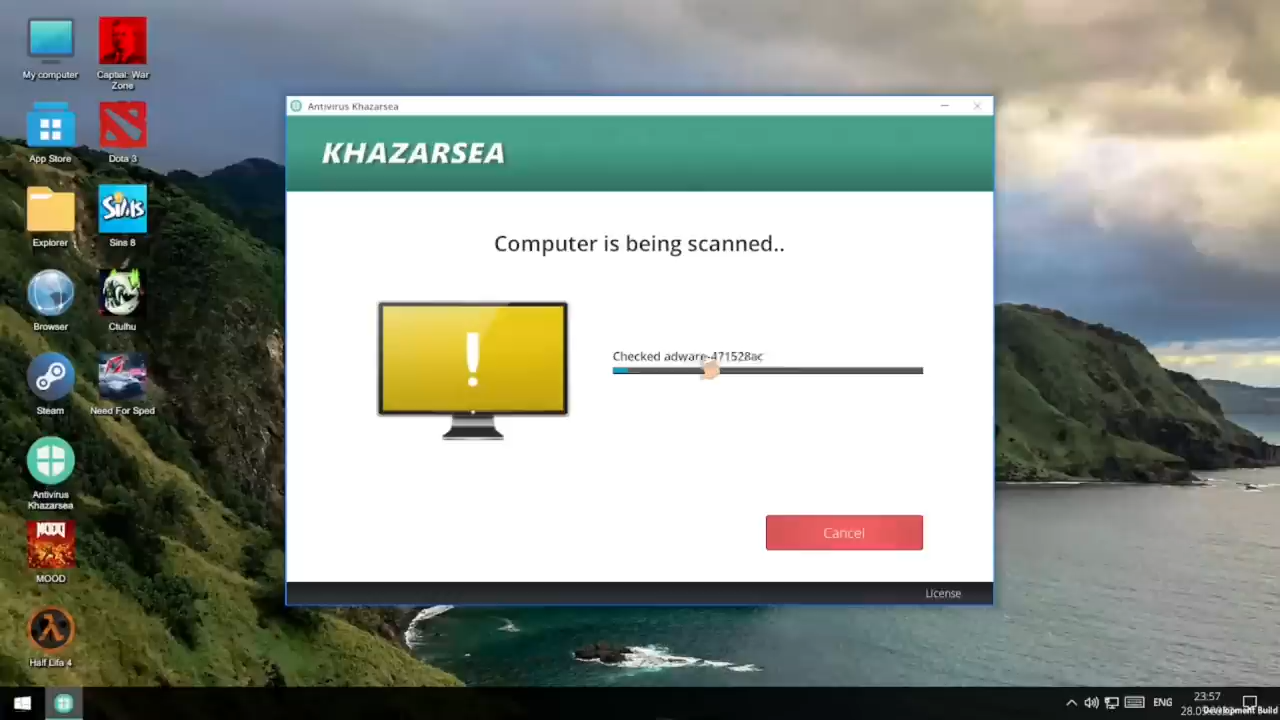 My computer
Captial: War
Zone
App Store
Dota 3
Explorer
Sins 8
Browser
Ctulhu
Steam
Need For Sped
Antivirus
Khazarsea
MOOD
Half Lifa 4
Antivirus Khazarsea
KHAZARSEA
Computer is being scanned..
Checked adware-471528ac
Cancel
License
ENG
23:57
Development Build